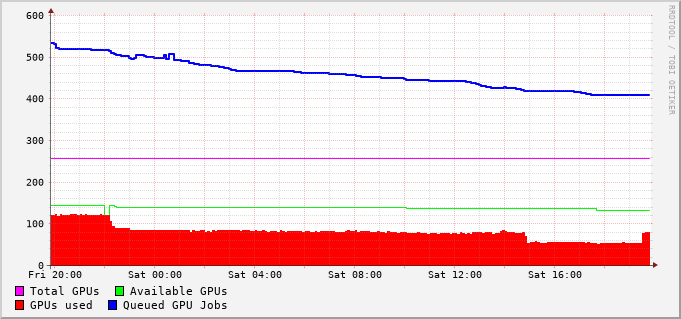 RRDTOOL / TOBI OETIKER
600
500
400
300
200
100
0
Fri 20:00 Sat 00:00 Sat 04:00 Sat 08:00 Sat 12:00 Sat 16:00
Total GPUs Available GPUs
GPUs used Queued GPU Jobs